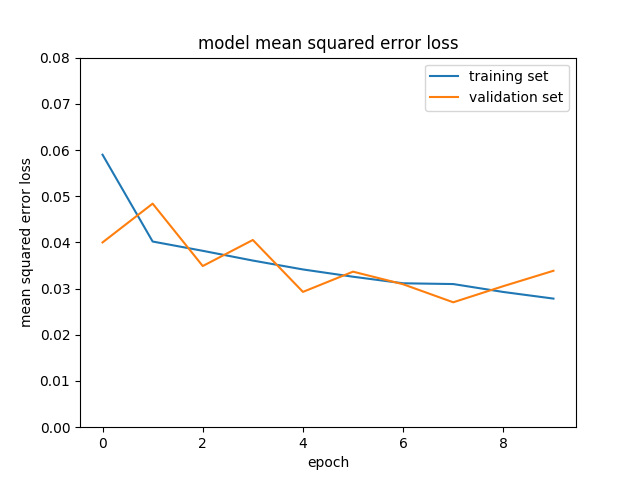 model mean squared error loss
training set
validation set
0.08
0.07
0.06
0.05
0.04
0.03
0.02
0.01
0.00
mean squared error loss
0 2 4 6 8
epoch